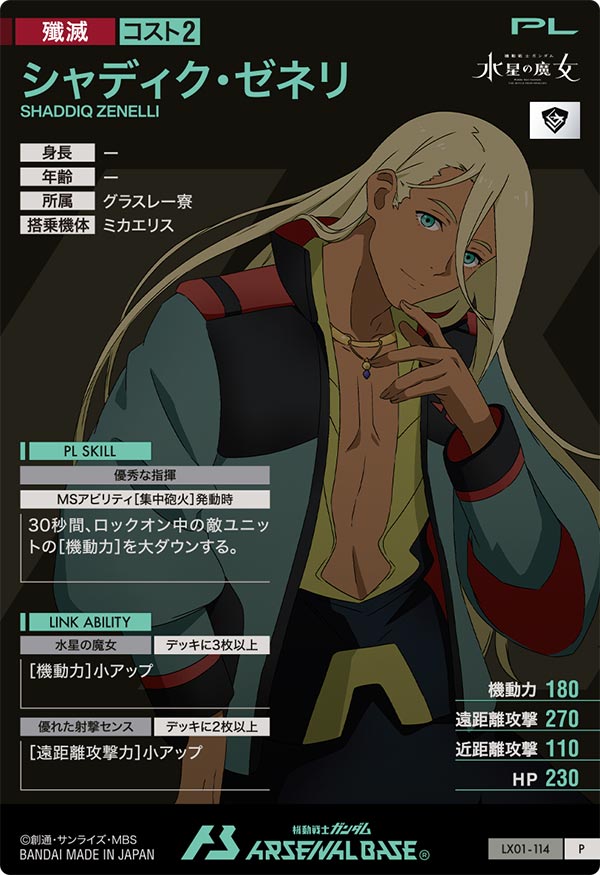 殲滅 コスト2
PL
シャディク・ゼネリ
SHADDIQ ZENELLI
機動戦士ガンダム
水星の魔女
身長 ー
年齢 ー
所属 グラスレー寮
搭乗機体 ミカエリス
PL SKILL
優秀な指揮
MSアビリティ[集中砲火]発動時
30秒間、ロックオン中の敵ユニッ
トの[機動力]を大ダウンする。
LINK ABILITY
水星の魔女 デッキに3枚以上
[機動力]小アップ
優れた射撃センス デッキに2枚以上
[遠距離攻撃力]小アップ
機動力 180
遠距離攻撃 270
近距離攻撃 110
HP 230
©創通・サンライズ・MBS
BANDAI MADE IN JAPAN
機動戦士ガンダム
ARSENAL BASE®
LX01-114 P